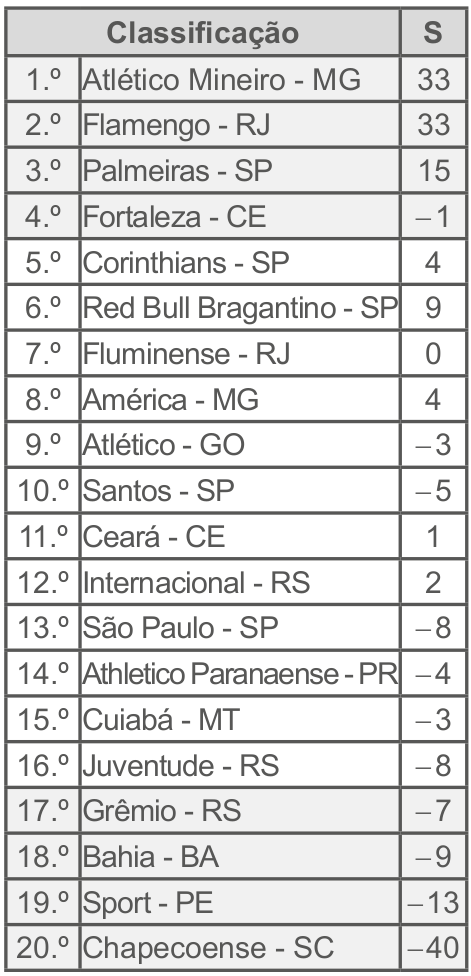 Classificação S
1.º Atlético Mineiro - MG 33
2.º Flamengo - RJ 33
3.º Palmeiras - SP 15
4.º Fortaleza - CE −1
5.º Corinthians - SP 4
6.º Red Bull Bragantino - SP 9
7.º Fluminense - RJ 0
8.º América - MG 4
9.º Atlético - GO −3
10.º Santos - SP −5
11.º Ceará - CE 1
12.º Internacional - RS 2
13.º São Paulo - SP −8
14.º Athletico Paranaense - PR −4
15.º Cuiabá - MT −3
16.º Juventude - RS −8
17.º Grêmio - RS −7
18.º Bahia - BA −9
19.º Sport - PE −13
20.º Chapecoense - SC −40